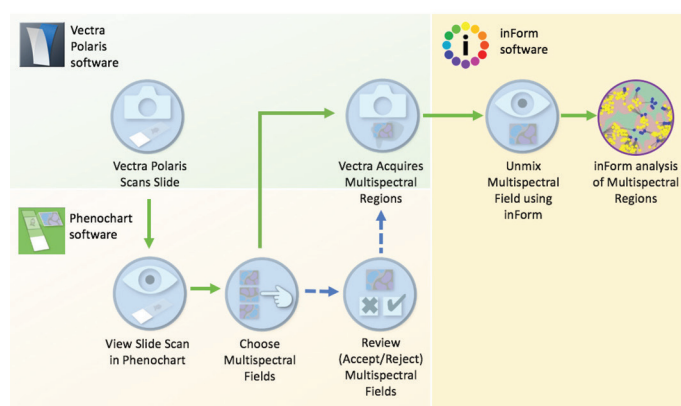 Vectra
Polaris
software
inForm
software
Vectra Polaris
Scans Slide
Vectra Acquires
Multispectral
Regions
Unmix
Multispectral
Field using
inForm
inForm analysis
of Multispectral
Regions
Phenochart
software
View Slide Scan
in Phenochart
Choose
Multispectral
Fields
Review
(Accept/Reject)
Multispectral
Fields